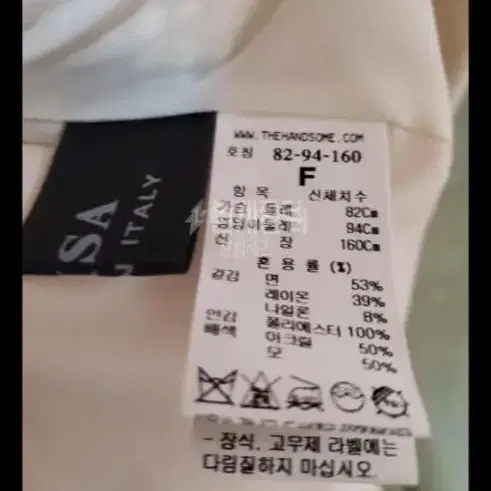 WWW.THEHANDSOME.COM
호칭 82-94-160
F
항 목 신체치수
가슴 둘레 82Cm
엉덩이둘레 94Cm
신 장 160Cm
혼 용 률 (%)
겉감 면 53%
레이온 39%
나일론 8%
안감 폴리에스터 100%
배색 아크릴 50%
모 50%
- 장식, 고무제 라벨에는
다림질하지 마십시오.
SA
N ITALY